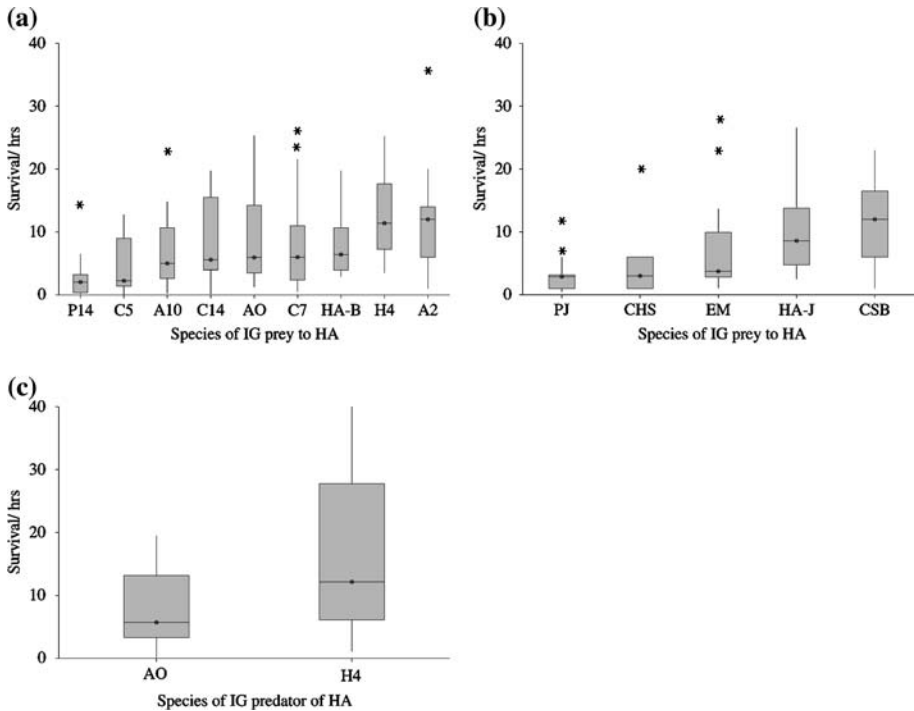 (a)
40
30
20
10
0
Survival/ hrs
P14 C5 A10 C14 AO C7 HA-B H4 A2
Species of IG prey to HA
(b)
40
30
20
10
0
Survival/ hrs
PJ CHS EM HA-J CSB
Species of IG prey to HA
(c)
40
30
20
10
0
Survival/ hrs
AO H4
Species of IG predator of HA